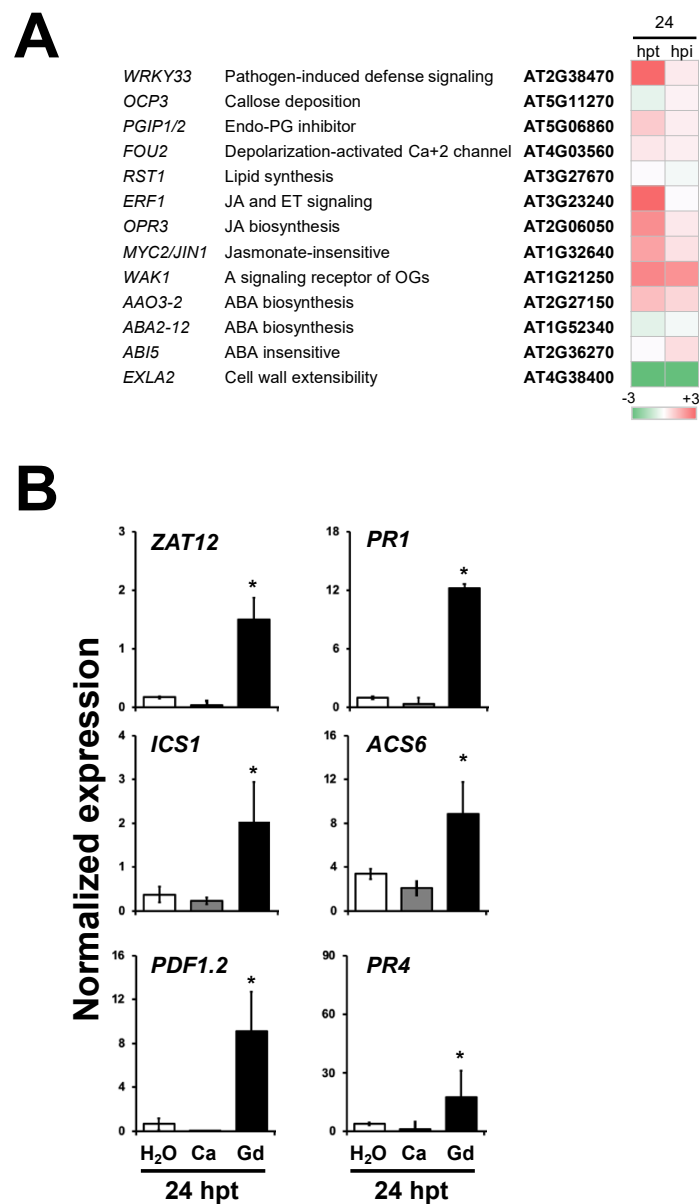 A
24
hpt hpi
WRKY33 Pathogen-induced defense signaling AT2G38470
OCP3 Callose deposition AT5G11270
PGIP1/2 Endo-PG inhibitor AT5G06860
FOU2 Depolarization-activated Ca+2 channel AT4G03560
RST1 Lipid synthesis AT3G27670
ERF1 JA and ET signaling AT3G23240
OPR3 JA biosynthesis AT2G06050
MYC2/JIN1 Jasmonate-insensitive AT1G32640
WAK1 A signaling receptor of OGs AT1G21250
AAO3-2 ABA biosynthesis AT2G27150
ABA2-12 ABA biosynthesis AT1G52340
ABI5 ABA insensitive AT2G36270
EXLA2 Cell wall extensibility AT4G38400
-3 +3
B
Normalized expression
ZAT12
3
2
1
0
*
PR1
18
12
6
0
*
ICS1
4
3
2
1
0
*
ACS6
16
12
8
4
0
*
PDF1.2
16
12
8
4
0
*
PR4
90
60
30
0
*
H₂O Ca Gd H₂O Ca Gd
24 hpt 24 hpt